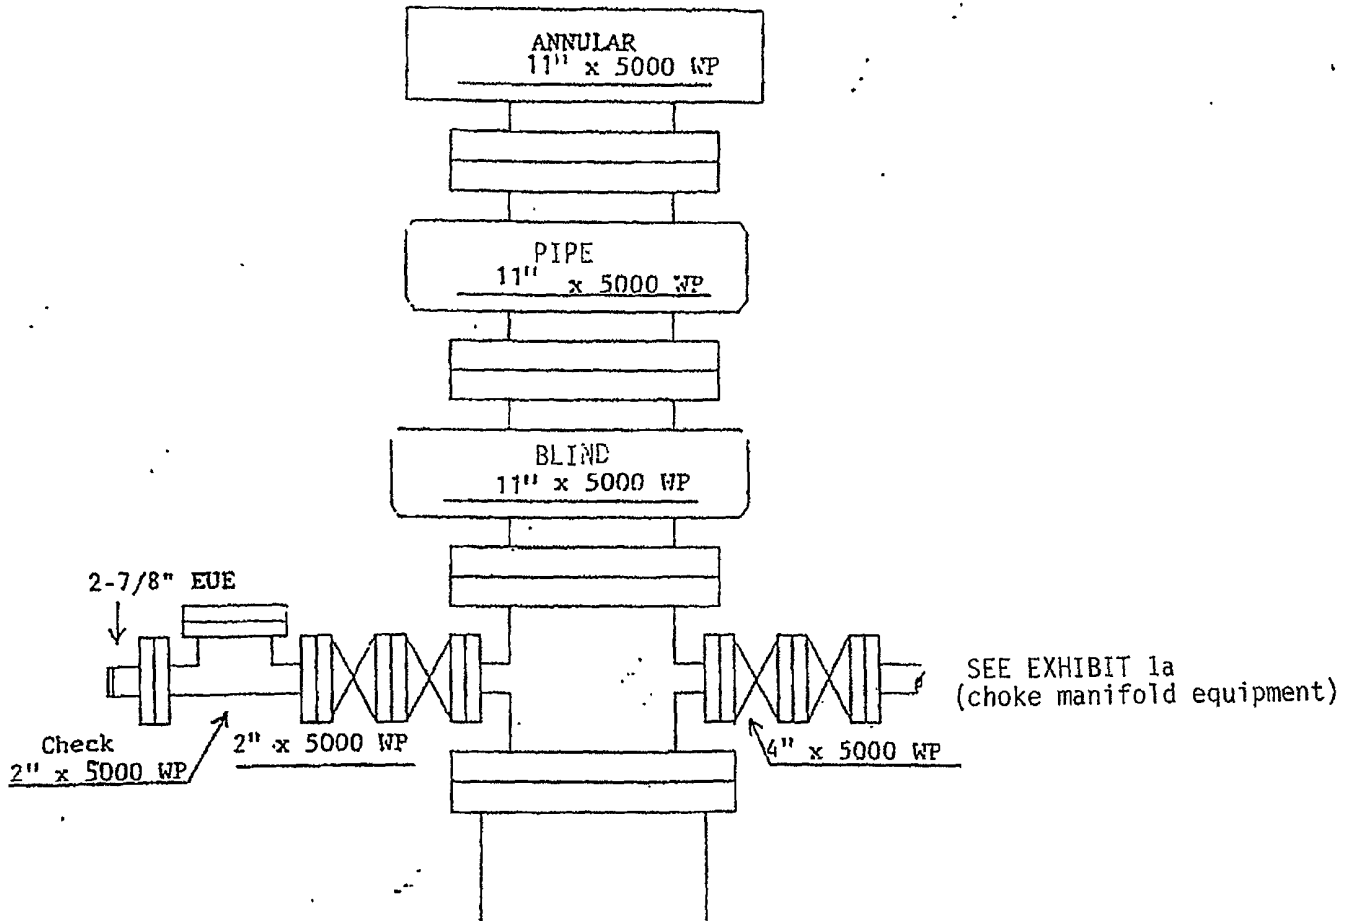 ANNULAR
11" x 5000 WP
PIPE
11" x 5000 WP
BLIND
11" x 5000 WP
2-7/8" EUE
SEE EXHIBIT 1a
(choke manifold equipment)
Check
2" x 5000 WP
2" x 5000 WP
4" x 5000 WP